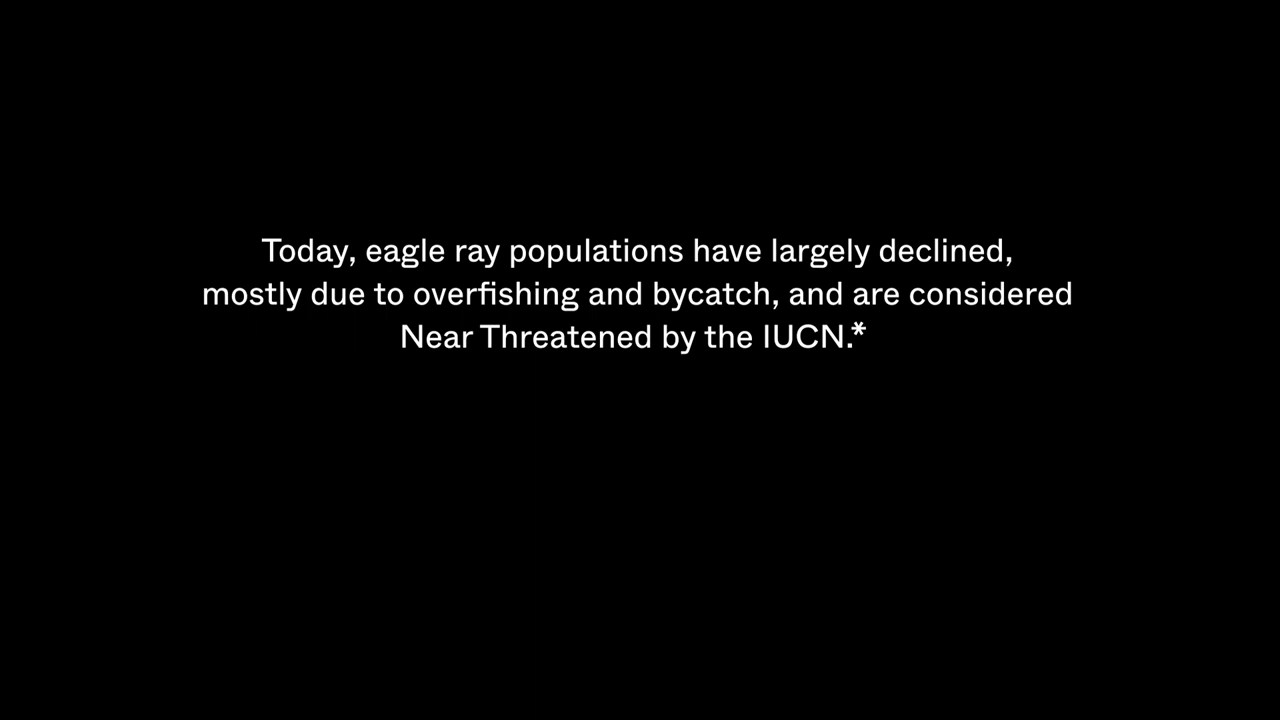 Today, eagle ray populations have largely declined,
mostly due to overfishing and bycatch, and are considered
Near Threatened by the IUCN.*